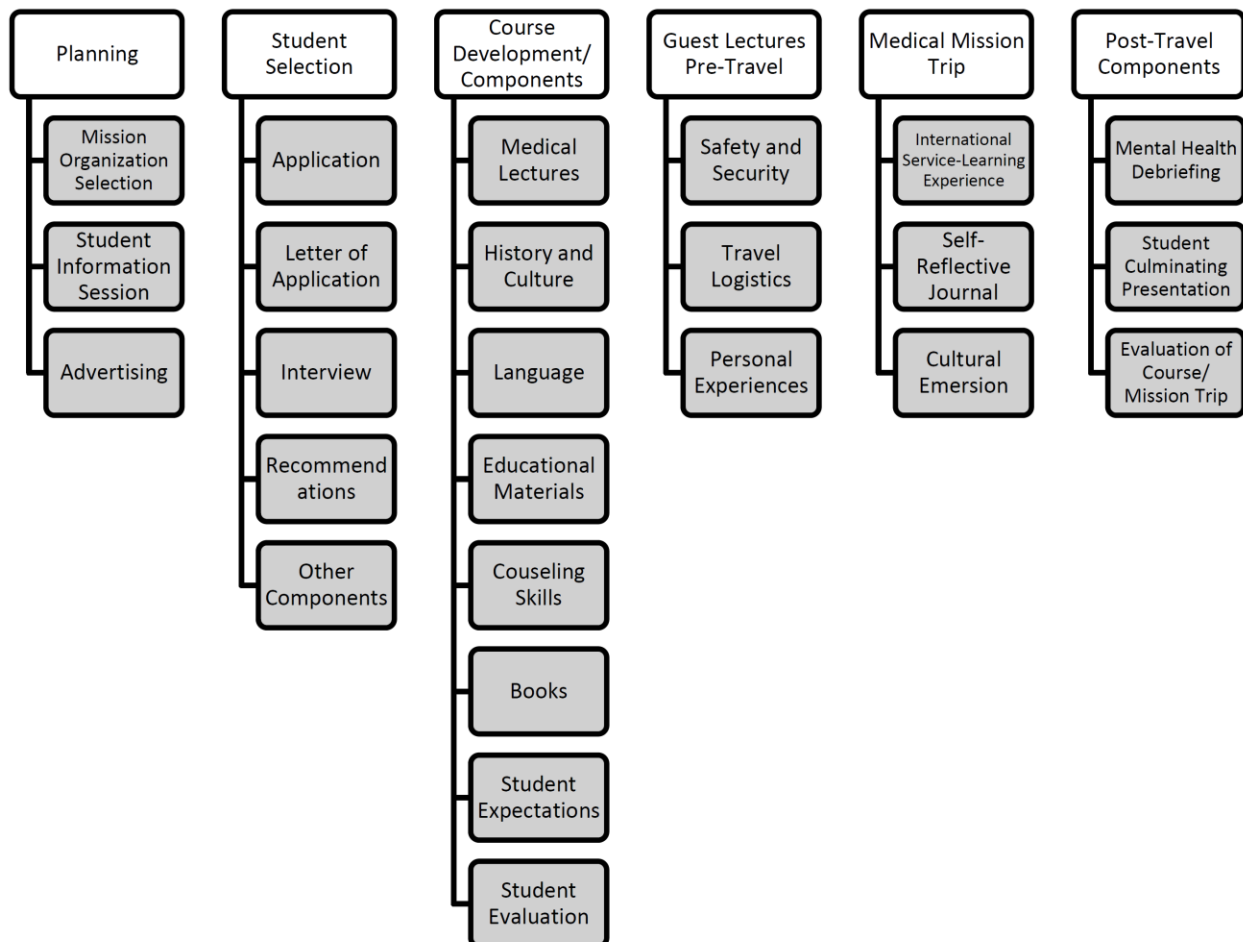 Planning
Mission
Organization
Selection
Student
Information
Session
Advertising
Student
Selection
Application
Letter of
Application
Interview
Recommend
ations
Other
Components
Course
Development/
Components
Medical
Lectures
History and
Culture
Language
Educational
Materials
Couseling
Skills
Books
Student
Expectations
Student
Evaluation
Guest Lectures
Pre-Travel
Safety and
Security
Travel
Logistics
Personal
Experiences
Medical Mission
Trip
International
Service-Learning
Experience
Self-
Reflective
Journal
Cultural
Emersion
Post-Travel
Components
Mental Health
Debriefing
Student
Culminating
Presentation
Evaluation of
Course/
Mission Trip